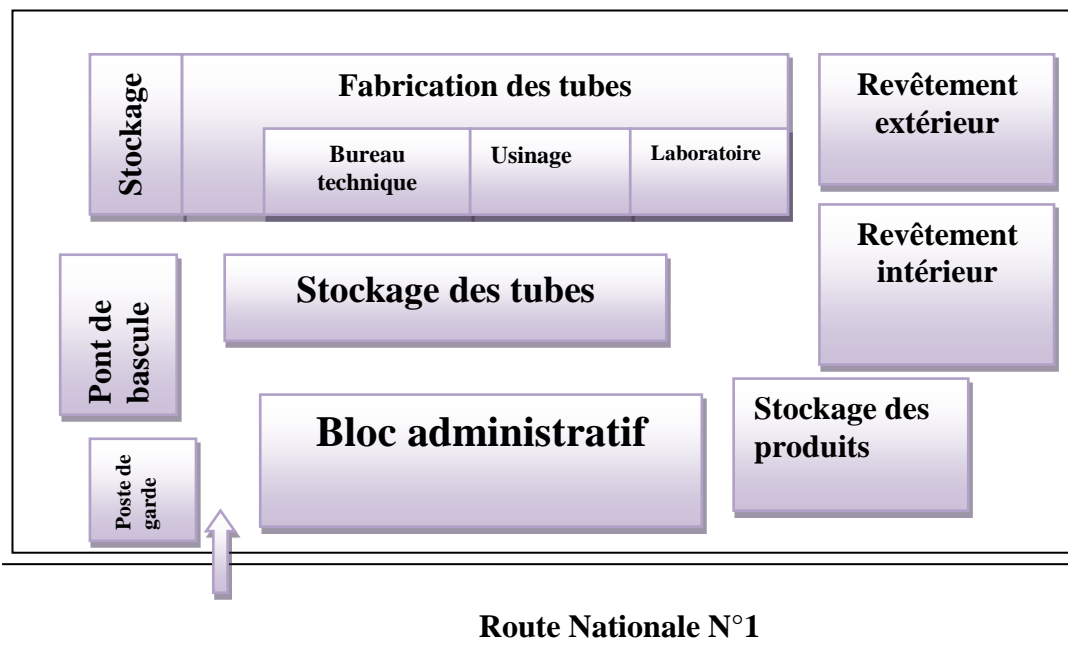 Stockage
Fabrication des tubes
Bureau
technique
Usinage
Laboratoire
Revêtement
extérieur
Revêtement
intérieur
Pont de
bascule
Stockage des tubes
Bloc administratif
Stockage des
produits
Poste de
garde
Route Nationale N°1